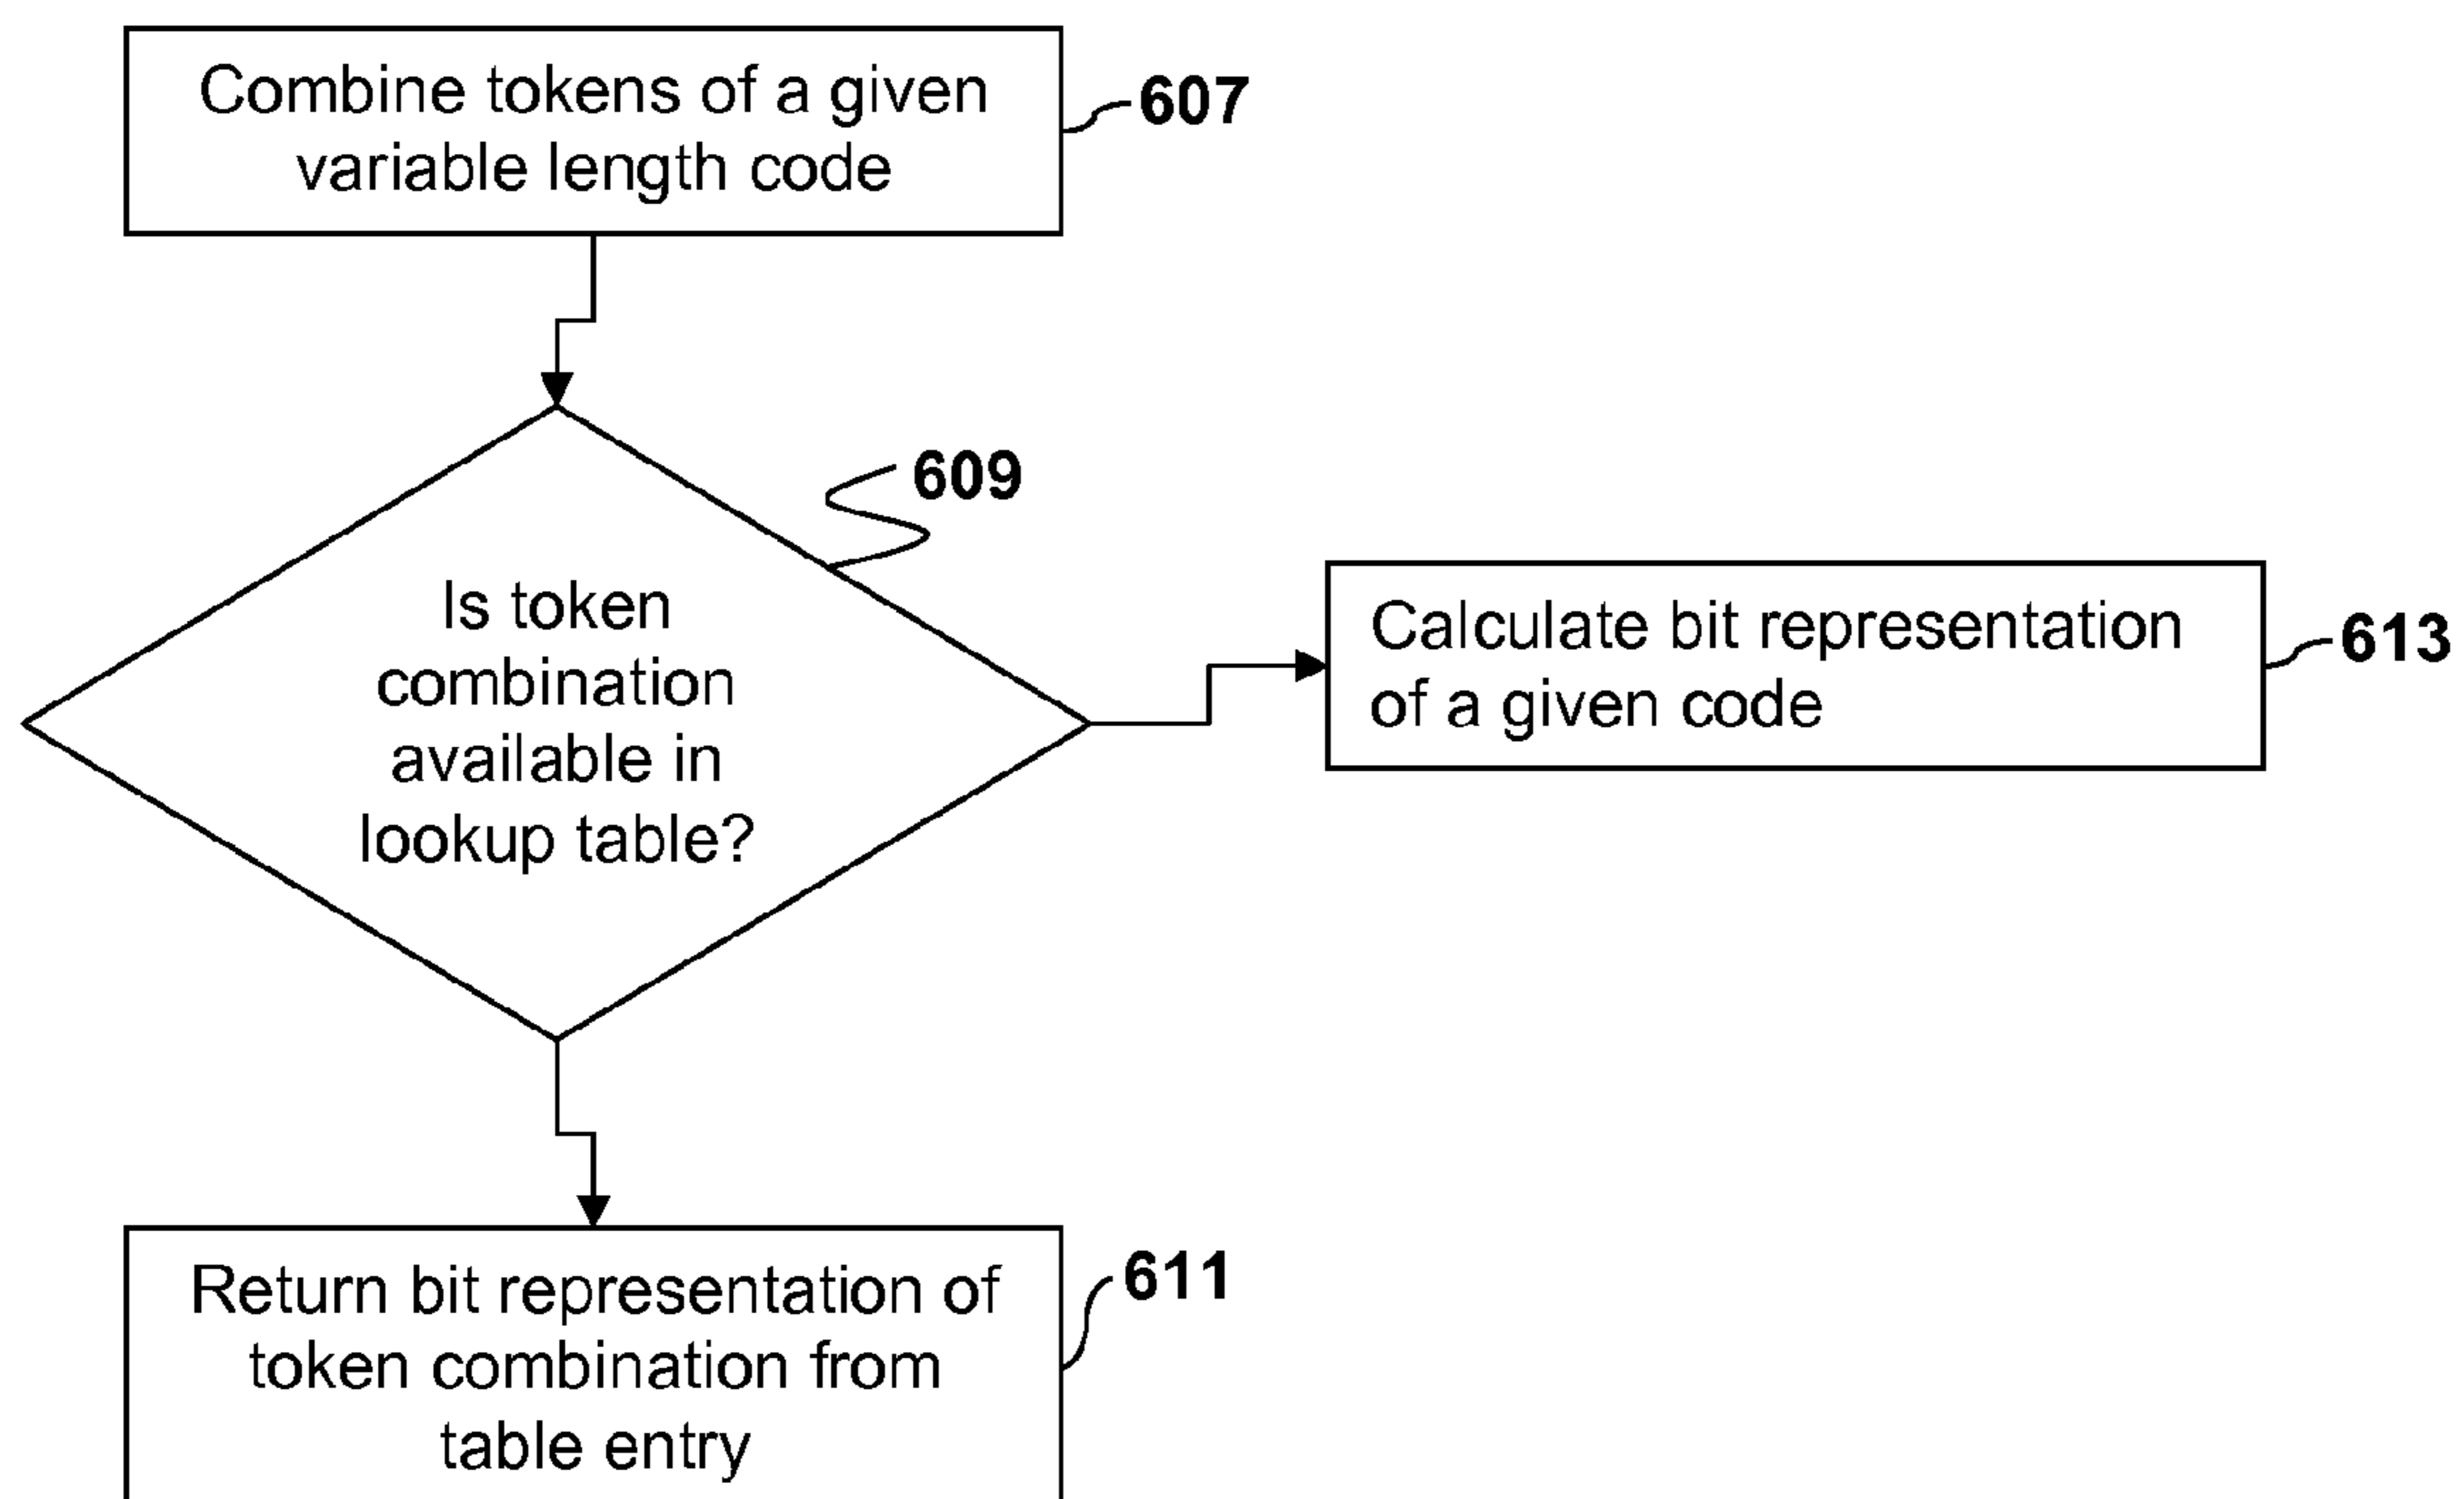 Combine tokens of a given
variable length code
607
609
Is token
combination
available in
lookup table?
Calculate bit representation
of a given code
613
Return bit representation of
token combination from
table entry
611